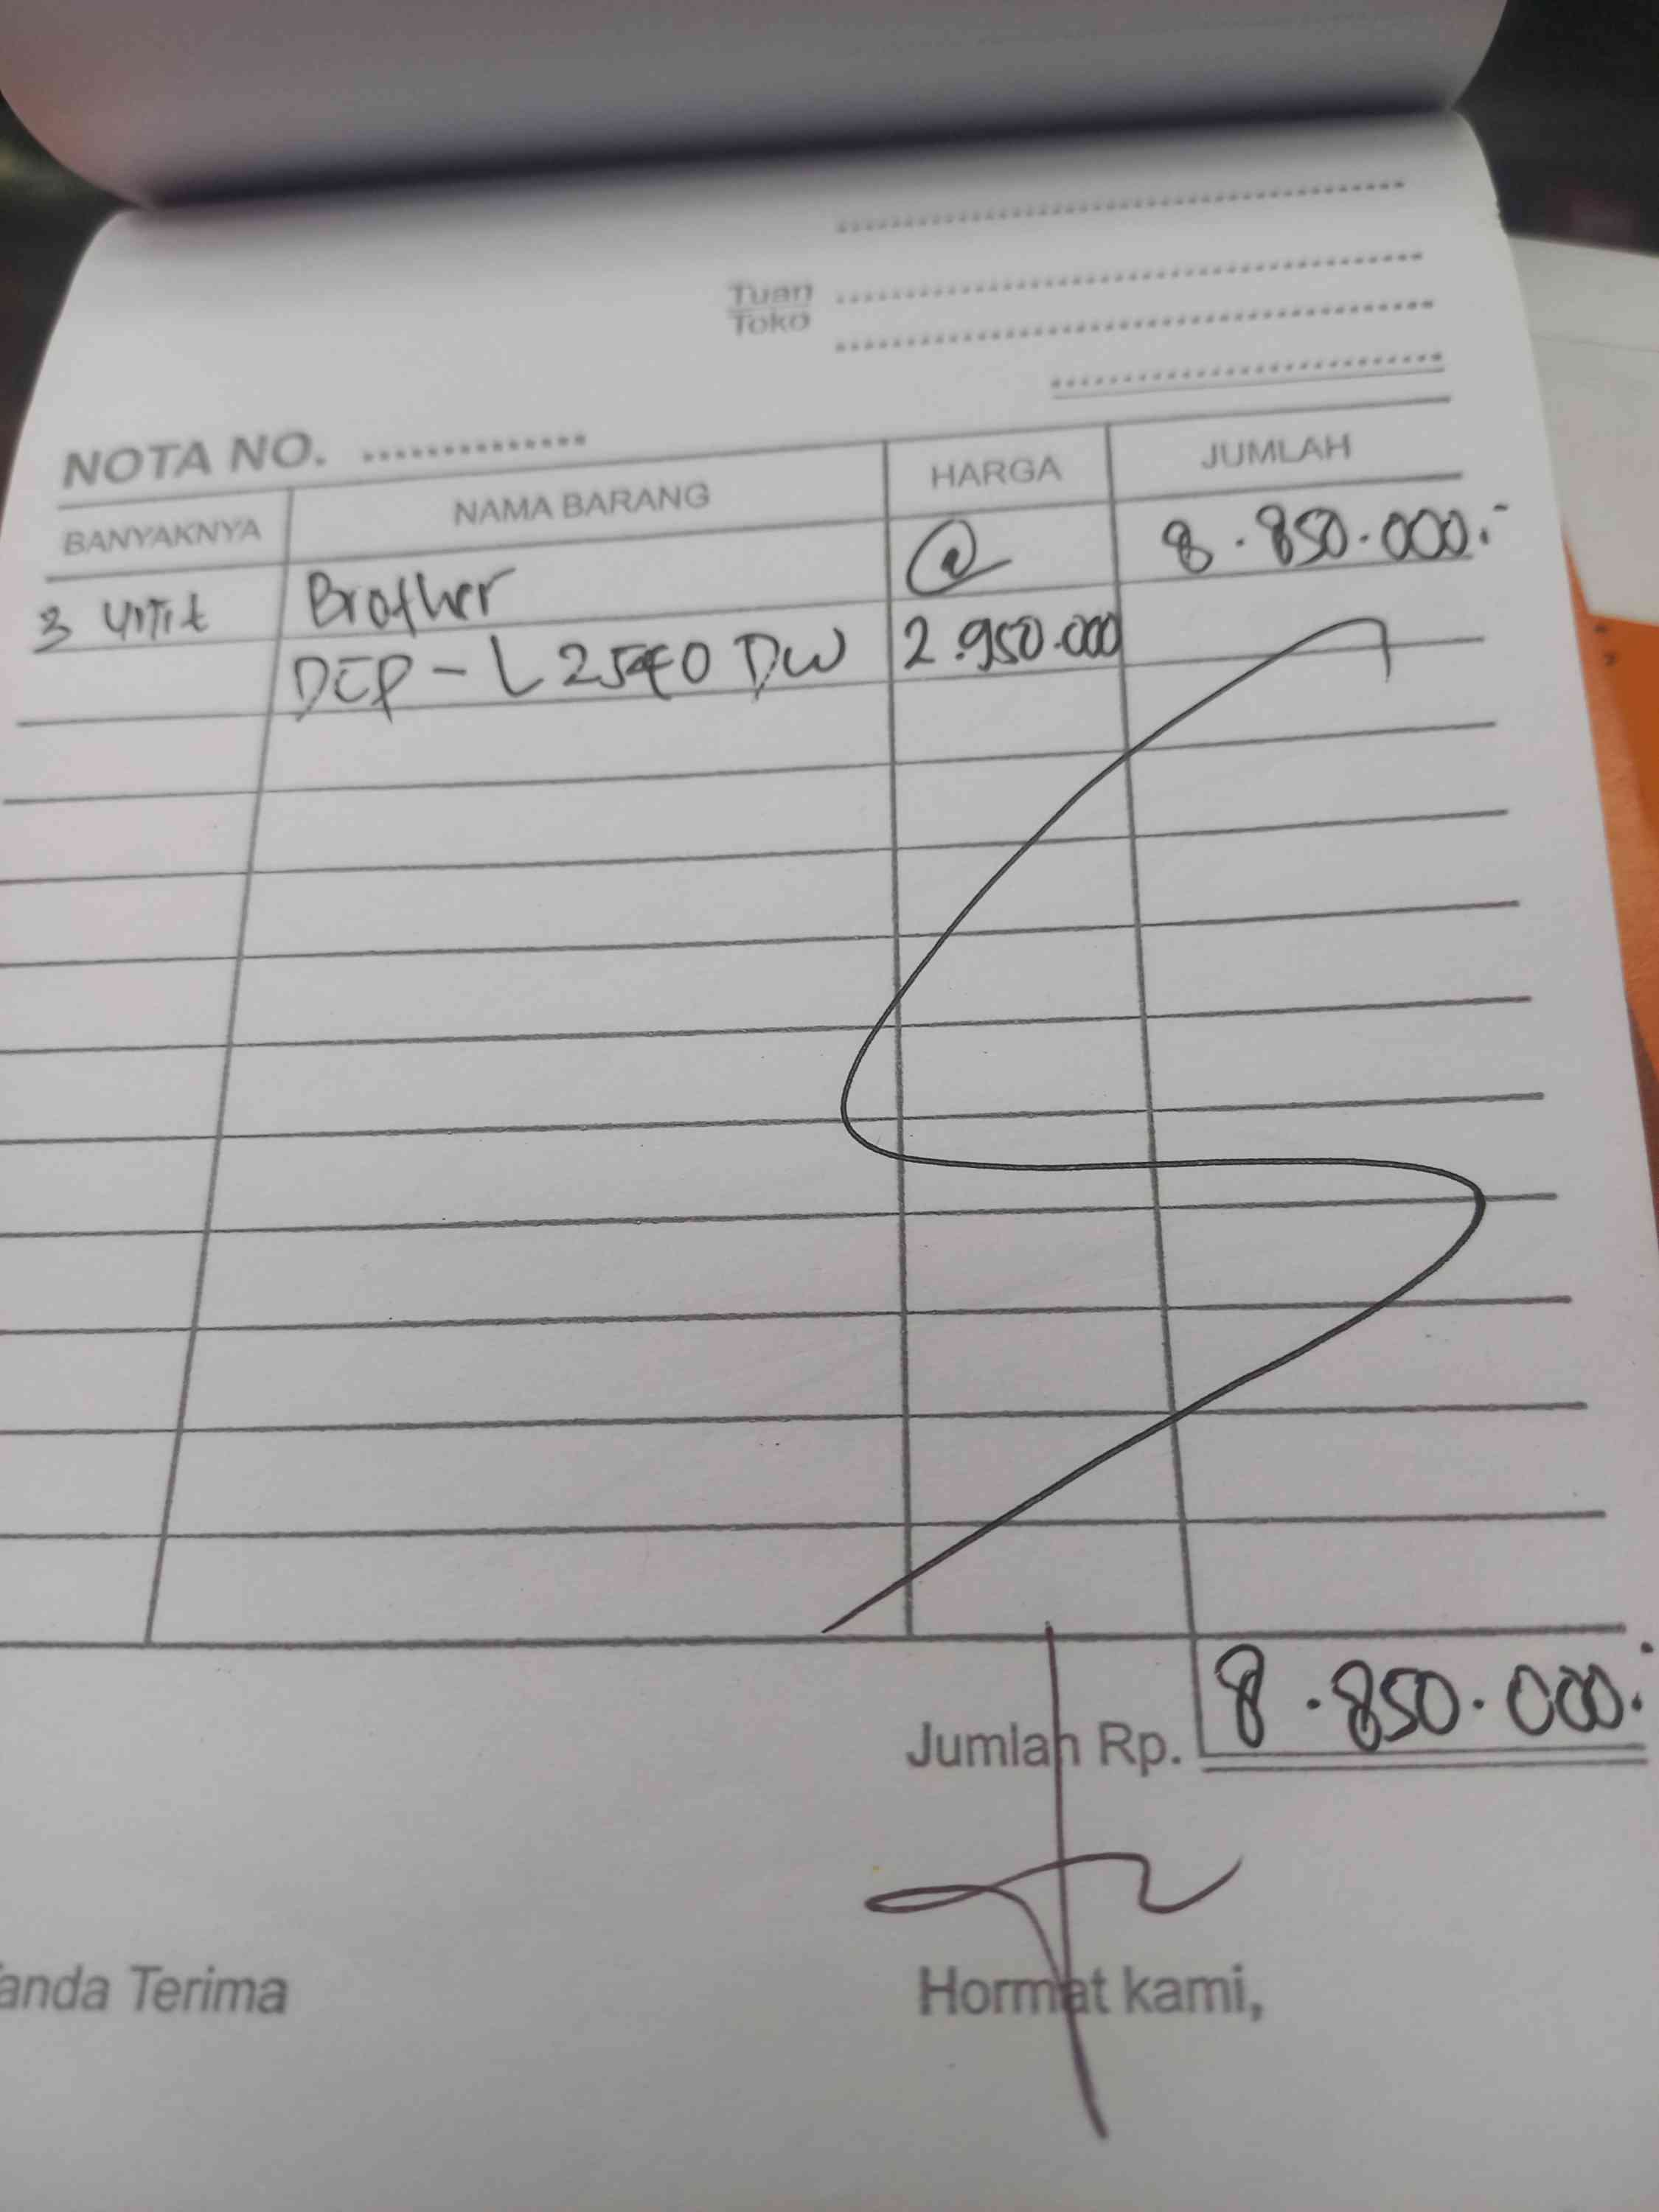 Tuan
Toko
NOTA NO.
BANYAKNYA NAMA BARANG HARGA JUMLAH
3 unit Brother @ 8.850.000.-
DCP-L2540 DW 2.950.000
Jumlah Rp. 8.850.000.-
anda Terima Hormat kami,